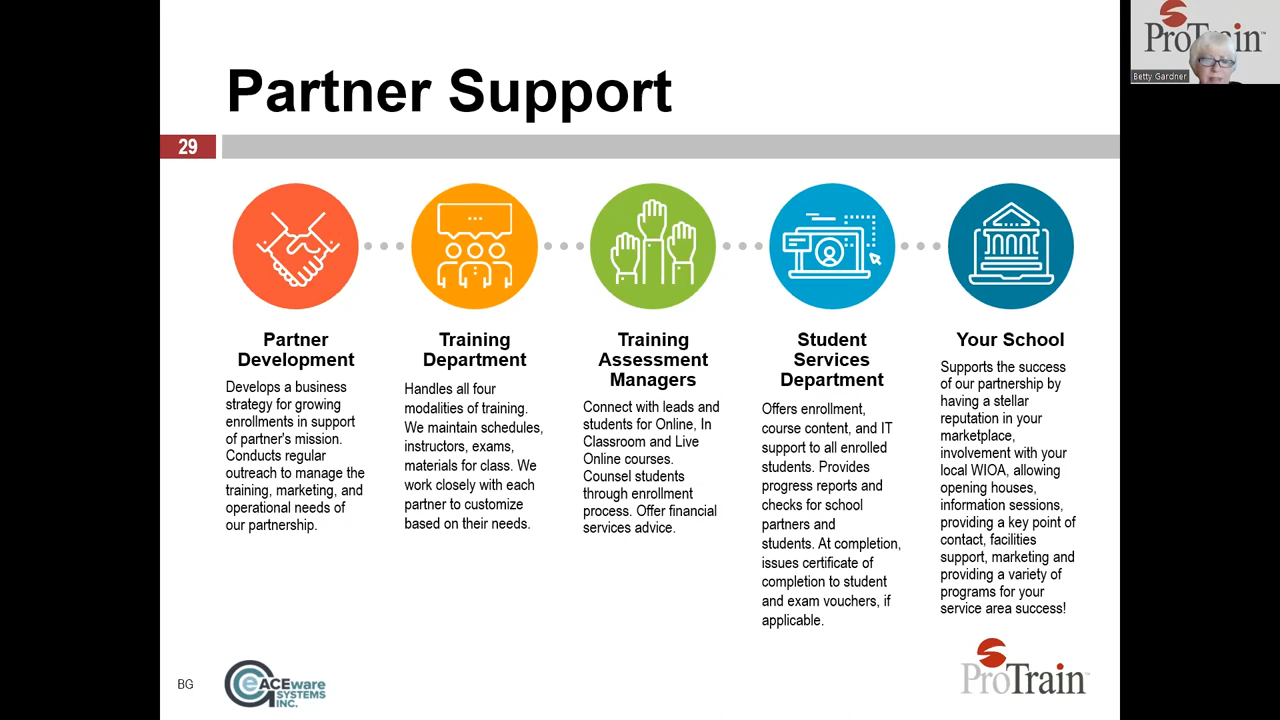 Partner Support
29
Partner
Development
Develops a business
strategy for growing
enrollments in support
of partner's mission.
Conducts regular
outreach to manage the
training, marketing, and
operational needs of
our partnership.
Training
Department
Handles all four
modalities of training.
We maintain schedules,
instructors, exams,
materials for class. We
work closely with each
partner to customize
based on their needs.
Training
Assessment
Managers
Connect with leads and
students for Online, In
Classroom and Live
Online courses.
Counsel students
through enrollment
process. Offer financial
services advice.
Student
Services
Department
Offers enrollment,
course content, and IT
support to all enrolled
students. Provides
progress reports and
checks for school
partners and
students. At completion,
issues certificate of
completion to student
and exam vouchers, if
applicable.
Your School
Supports the success
of our partnership by
having a stellar
reputation in your
marketplace,
involvement with your
local WIOA, allowing
opening houses,
information sessions,
providing a key point of
contact, facilities
support, marketing and
providing a variety of
programs for your
service area success!
BG
eACEware
SYSTEMS
INC.
ProTrain™
ProTrain™
Betty Gardner